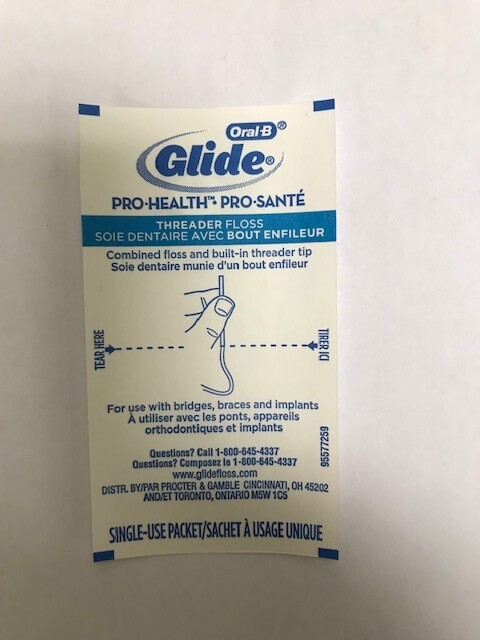 Oral-B®
Glide®
PRO-HEALTH™• PRO-SANTÉ
THREADER FLOSS
SOIE DENTAIRE AVEC BOUT ENFILEUR
Combined floss and built-in threader tip
Soie dentaire munie d'un bout enfileur
TEAR HERE
TIRER ICI
For use with bridges, braces and implants
À utiliser avec les ponts, appareils
orthodontiques et implants
95577259
Questions? Call 1-800-645-4337
Questions? Composez le 1-800-645-4337
www.glidefloss.com
DISTR. BY/PAR PROCTER & GAMBLE CINCINNATI, OH 45202
AND/ET TORONTO, ONTARIO M5W 1C5
SINGLE-USE PACKET/SACHET À USAGE UNIQUE